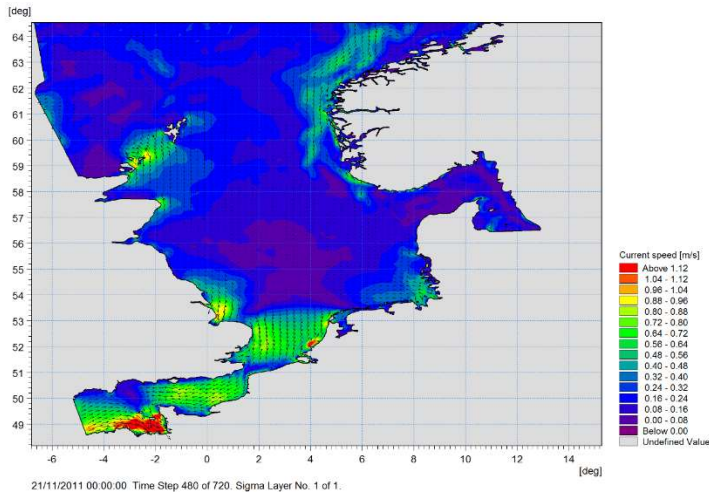 [deg]
64
63
62
61
60
59
58
57
56
55
54
53
52
51
50
49
-6
-4
-2
0
2
4
6
8
10
12
14
[deg]
Current speed [m/s]
Above 1.12
1.04 - 1.12
0.96 - 1.04
0.88 - 0.96
0.80 - 0.88
0.72 - 0.80
0.64 - 0.72
0.56 - 0.64
0.48 - 0.56
0.40 - 0.48
0.32 - 0.40
0.24 - 0.32
0.16 - 0.24
0.08 - 0.16
0.00 - 0.08
Below 0.00
Undefined Value
21/11/2011 00:00:00 Time Step 480 of 720. Sigma Layer No. 1 of 1.